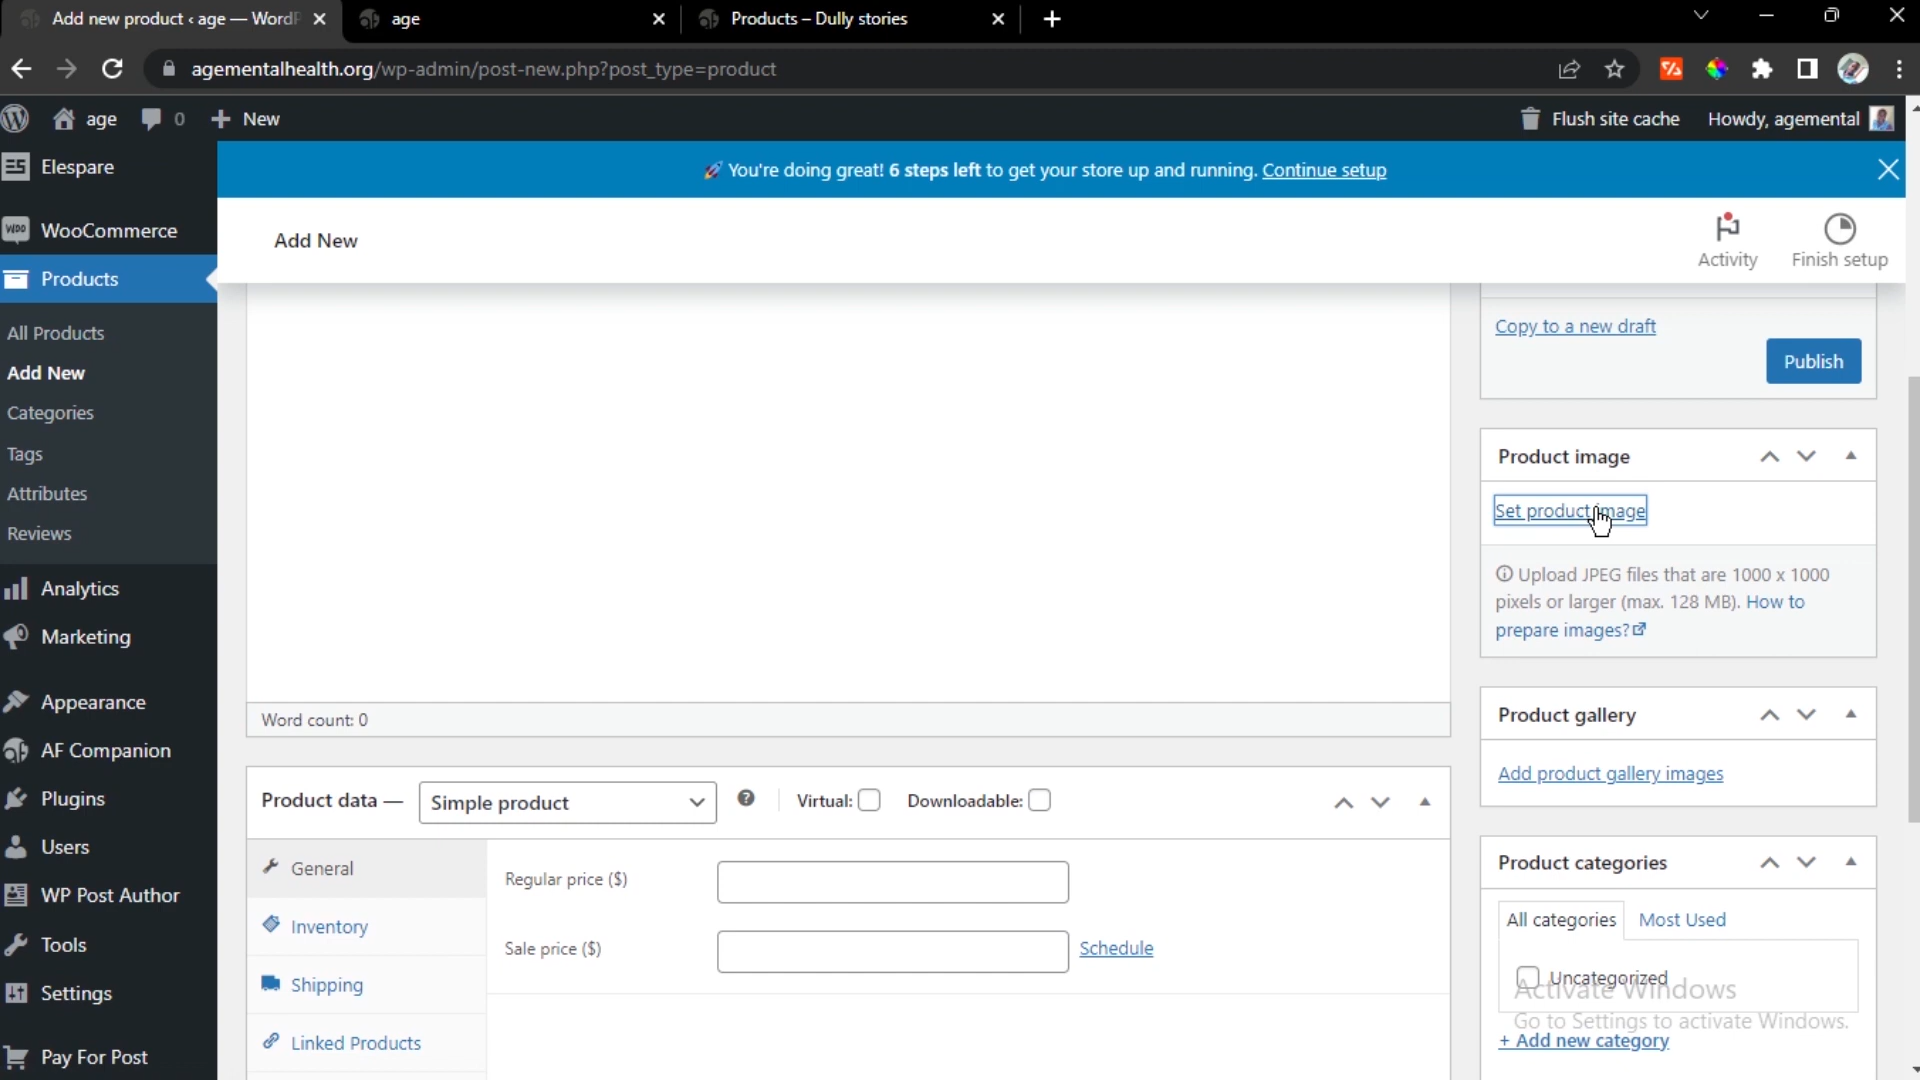 Add new product ‹ age — WordP
age
Products – Dully stories
agementalhealth.org/wp-admin/post-new.php?post_type=product
age
0
New
Flush site cache
Howdy, agemental
Elespare
🚀 You're doing great! 6 steps left to get your store up and running. Continue setup
WooCommerce
Add New
Activity
Finish setup
Products
All Products
Add New
Categories
Tags
Attributes
Reviews
Analytics
Marketing
Appearance
AF Companion
Plugins
Users
WP Post Author
Tools
Settings
Pay For Post
Copy to a new draft
Publish
Product image
Set product image
Upload JPEG files that are 1000 x 1000
pixels or larger (max. 128 MB). How to
prepare images?
Word count: 0
Product gallery
Add product gallery images
Product data —
Simple product
Virtual:
Downloadable:
General
Regular price ($)
Inventory
Sale price ($)
Schedule
Shipping
Linked Products
Product categories
All categories
Most Used
Uncategorized
Activate Windows
Go to Settings to activate Windows.
+ Add new category